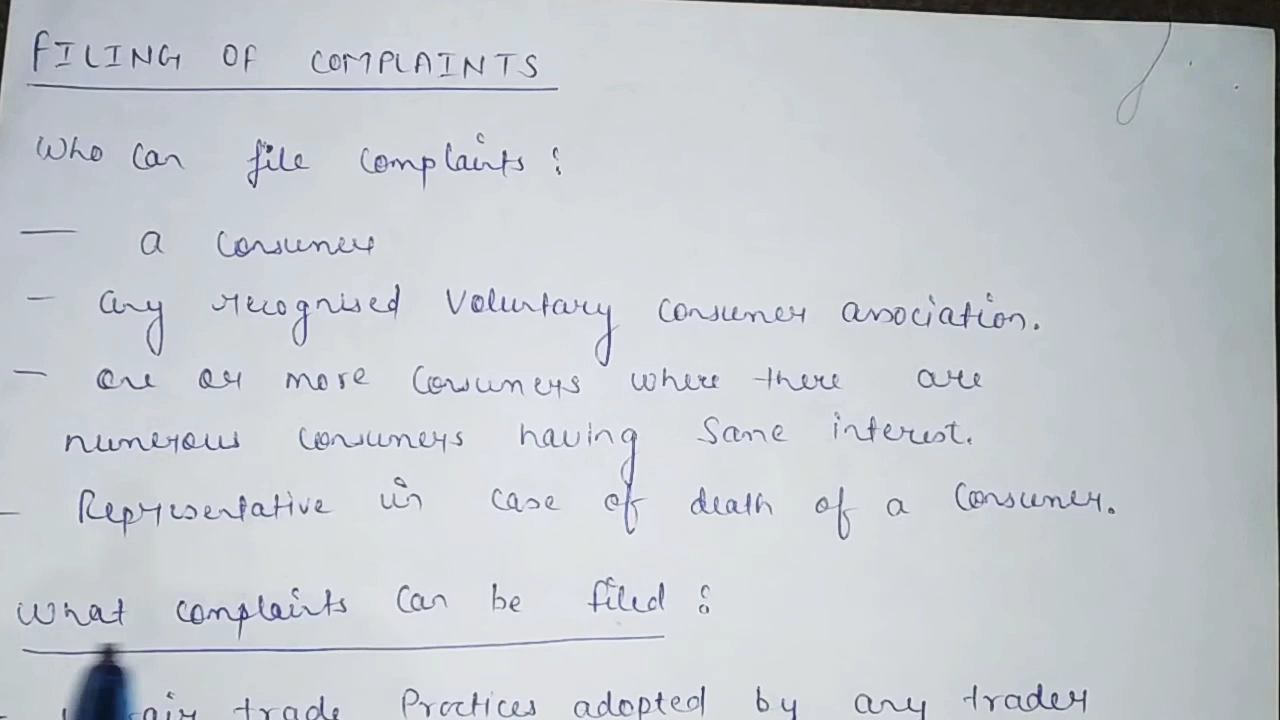 FILING OF COMPLAINTS
Who can file complaints :
— a consumer
- any recognised voluntary consumer association.
- one or more consumers where there are
numerous consumers having same interest.
- Representative in case of death of a consumer.
What complaints can be filed :
trade Practices adopted by any trader